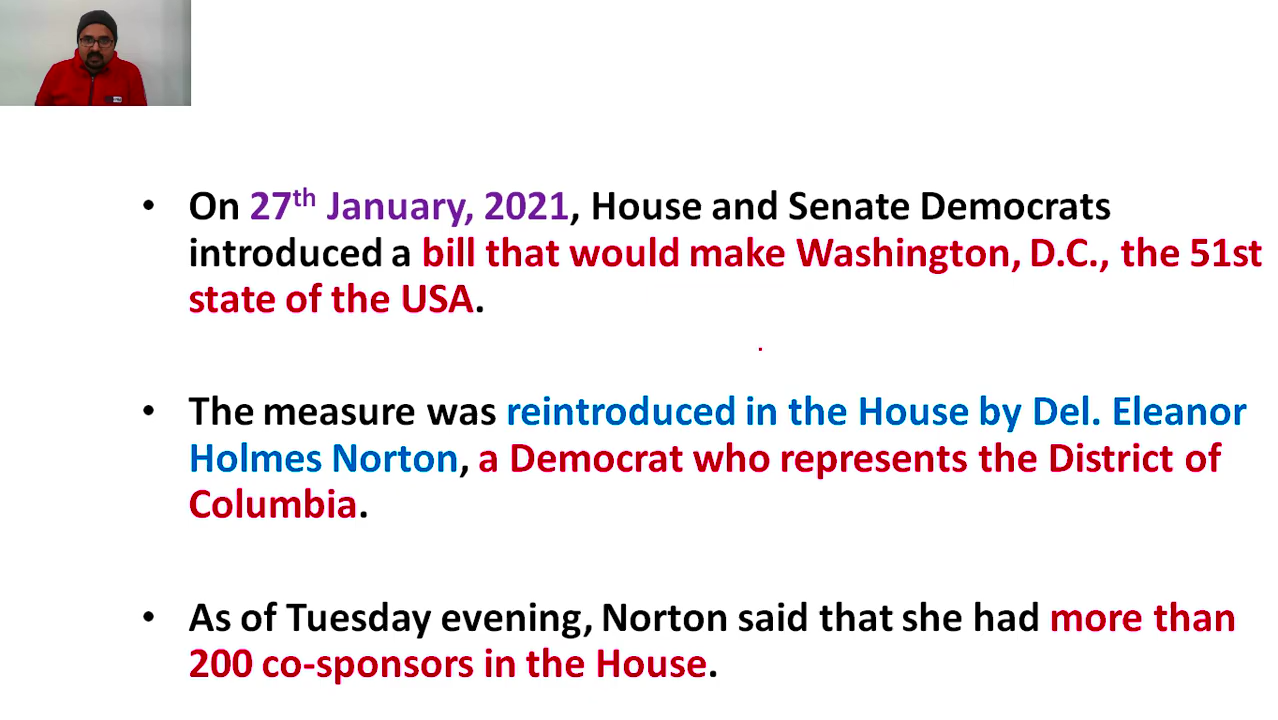 • On 27th January, 2021, House and Senate Democrats
introduced a bill that would make Washington, D.C., the 51st
state of the USA.
• The measure was reintroduced in the House by Del. Eleanor
Holmes Norton, a Democrat who represents the District of
Columbia.
• As of Tuesday evening, Norton said that she had more than
200 co-sponsors in the House.